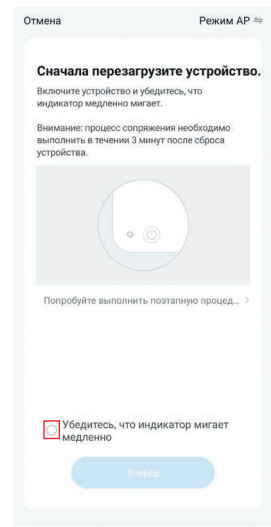 Отмена Режим AP
Сначала перезагрузите устройство.
Включите устройство и убедитесь, что
индикатор медленно мигает.
Внимание: процесс сопряжения необходимо
выполнить в течении 3 минут после сброса
устройства.
Попробуйте выполнить поэтапную процед...
Убедитесь, что индикатор мигает
медленно
Вперёд